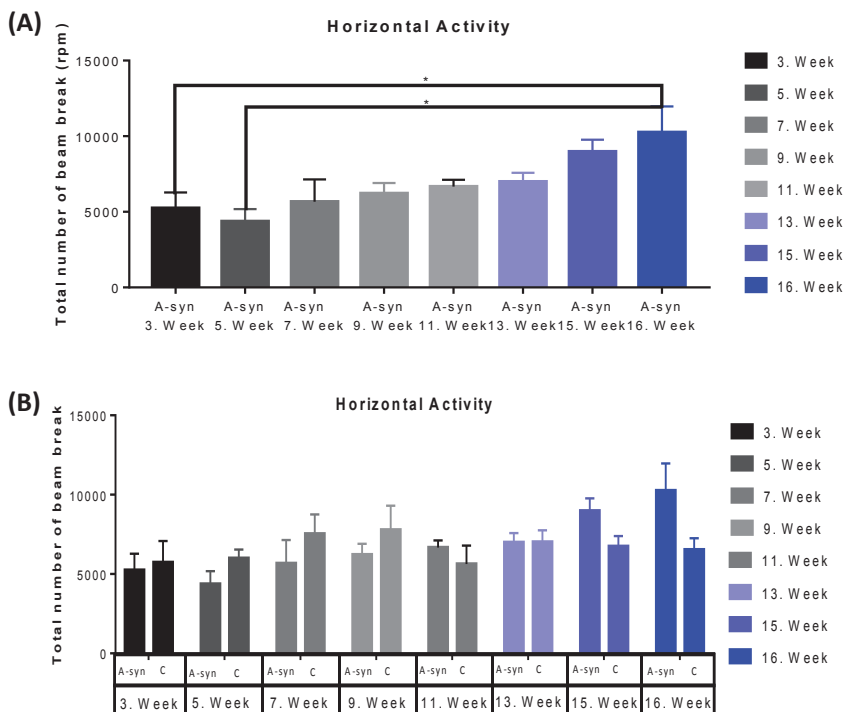 (A)
Horizontal Activity
Total number of beam break (rpm)
15000
10000
5000
0
*
*
A-syn A-syn A-syn A-syn A-syn A-syn A-syn A-syn
3. Week 5. Week 7. Week 9. Week 11. Week 13. Week 15. Week 16. Week
3. Week
5. Week
7. Week
9. Week
11. Week
13. Week
15. Week
16. Week
(B)
Horizontal Activity
Total number of beam break
15000
10000
5000
0
A-syn C A-syn C A-syn C A-syn C A-syn C A-syn C A-syn C A-syn C
3. Week 5. Week 7. Week 9. Week 11. Week 13. Week 15. Week 16. Week
3. Week
5. Week
7. Week
9. Week
11. Week
13. Week
15. Week
16. Week